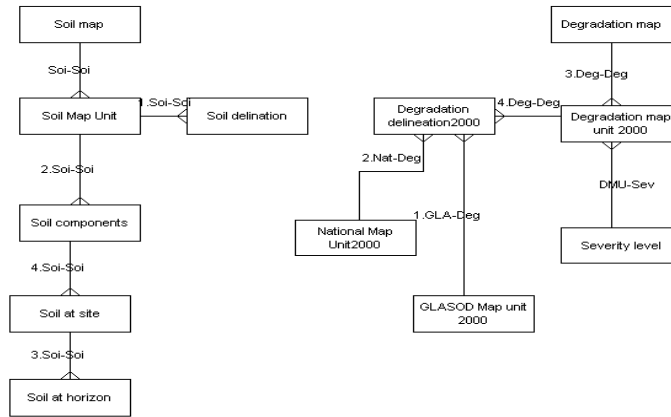 Soil map
Soi-Soi
Soil Map Unit
1.Soi-Soi
Soil delination
2.Soi-Soi
Soil components
4.Soi-Soi
Soil at site
3.Soi-Soi
Soil at horizon
Degradation map
3.Deg-Deg
Degradation
delineation2000
4.Deg-Deg
Degradation map
unit 2000
2.Nat-Deg
DMU-Sev
1.GLA-Deg
National Map
Unit2000
Severity level
GLASOD Map unit
2000